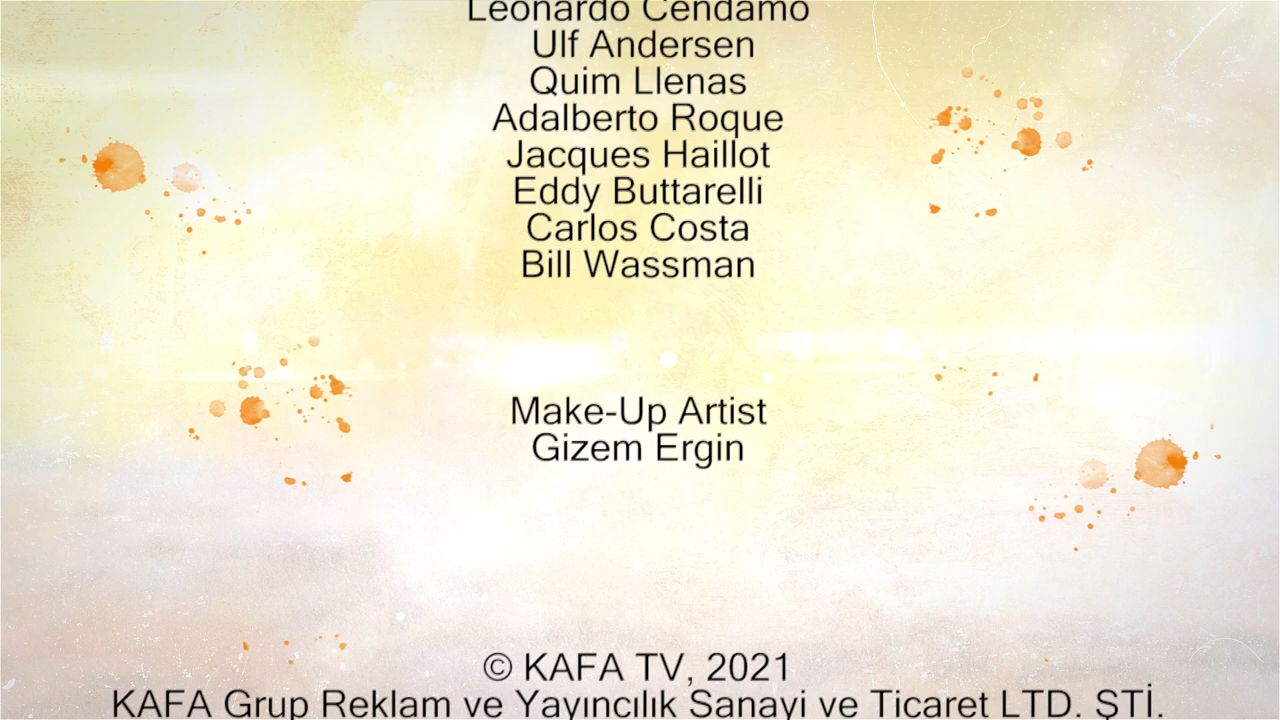 Leonardo Cendamo
Ulf Andersen
Quim Llenas
Adalberto Roque
Jacques Haillot
Eddy Buttarelli
Carlos Costa
Bill Wassman
Make-Up Artist
Gizem Ergin
© KAFA TV, 2021
KAFA Grup Reklam ve Yayıncılık Sanayi ve Ticaret LTD. ŞTİ.